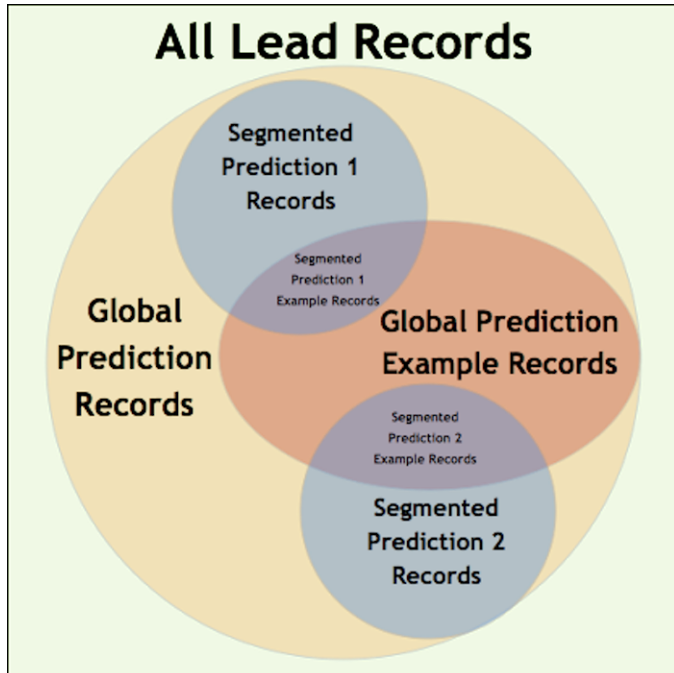 All Lead Records
Segmented
Prediction 1
Records
Segmented
Prediction 1
Example Records
Global
Prediction
Records
Global Prediction
Example Records
Segmented
Prediction 2
Example Records
Segmented
Prediction 2
Records